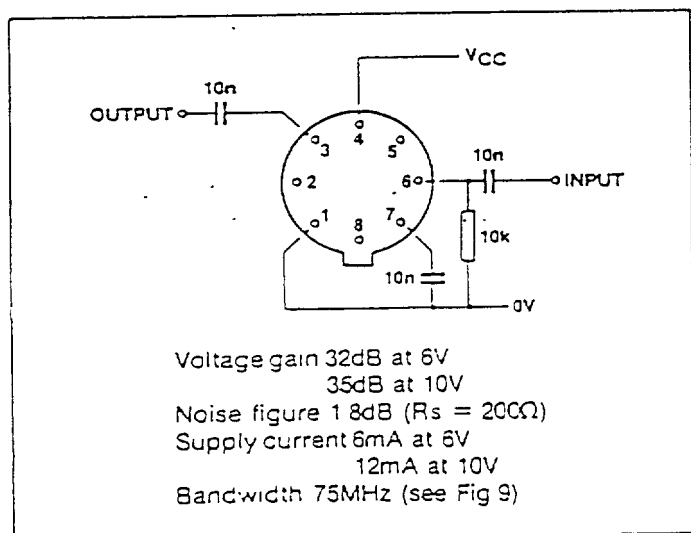 VCC
10n
OUTPUT
4
3
5
10n
2
6
INPUT
1
7
8
10k
10n
0V
Voltage gain 32dB at 6V
35dB at 10V
Noise figure 1 8dB (Rs = 200Ω)
Supply current 6mA at 6V
12mA at 10V
Bandwidth 75MHz (see Fig 9)